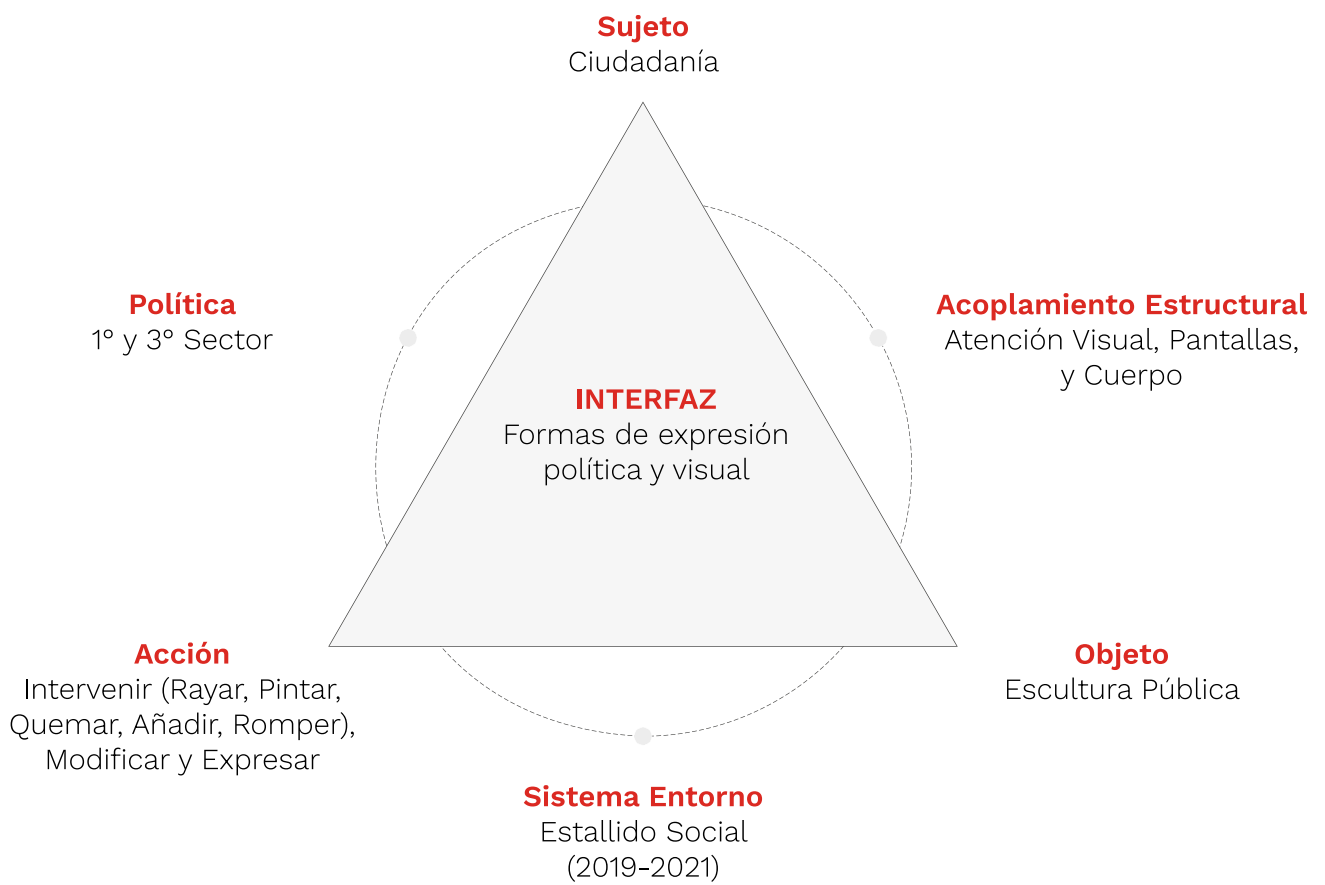 Sujeto
Ciudadanía
Política
1° y 3° Sector
Acoplamiento Estructural
Atención Visual, Pantallas,
y Cuerpo
INTERFAZ
Formas de expresión
política y visual
Acción
Intervenir (Rayar, Pintar,
Quemar, Añadir, Romper),
Modificar y Expresar
Objeto
Escultura Pública
Sistema Entorno
Estallido Social
(2019-2021)